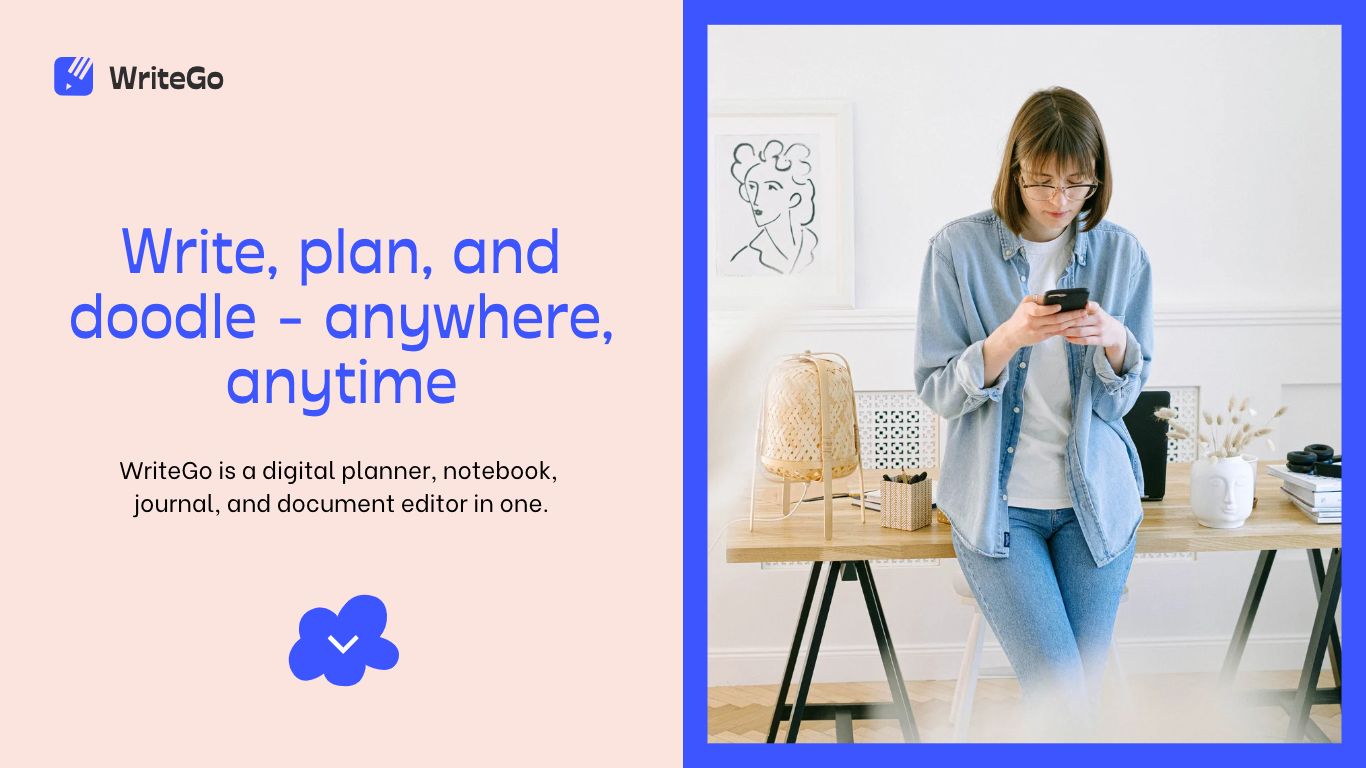 WriteGo
Write, plan, and
doodle - anywhere,
anytime
WriteGo is a digital planner, notebook,
journal, and document editor in one.